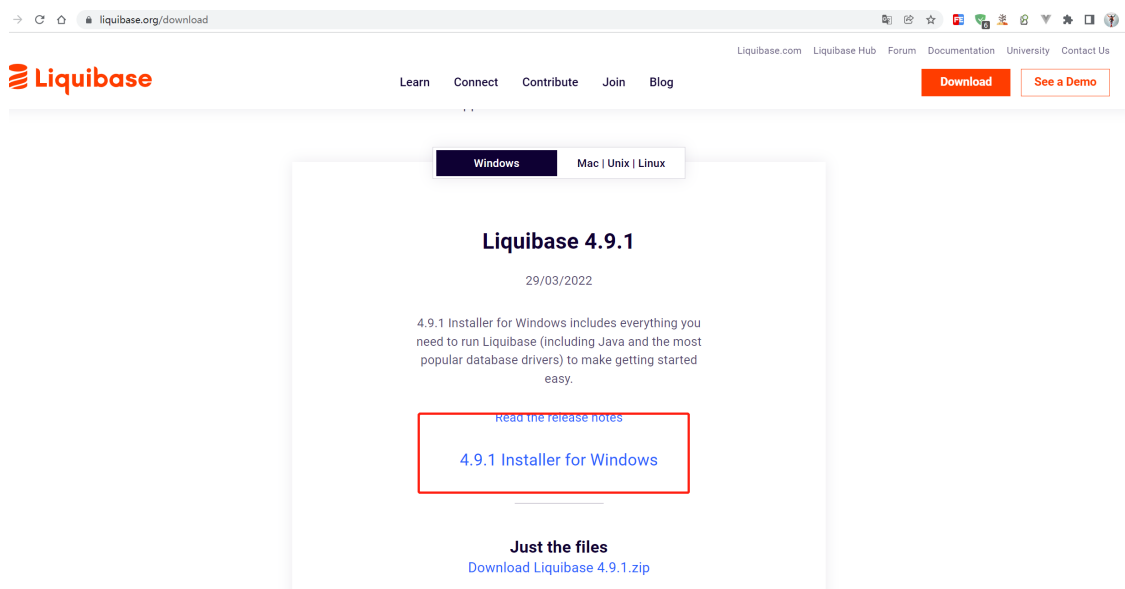 liquibase.org/download
6
Liquibase.com Liquibase Hub Forum Documentation University Contact Us
Liquibase
Learn Connect Contribute Join Blog
Download See a Demo
Windows Mac | Unix | Linux
Liquibase 4.9.1
29/03/2022
4.9.1 Installer for Windows includes everything you
need to run Liquibase (including Java and the most
popular database drivers) to make getting started
easy.
Read the release notes
4.9.1 Installer for Windows
Just the files
Download Liquibase 4.9.1.zip